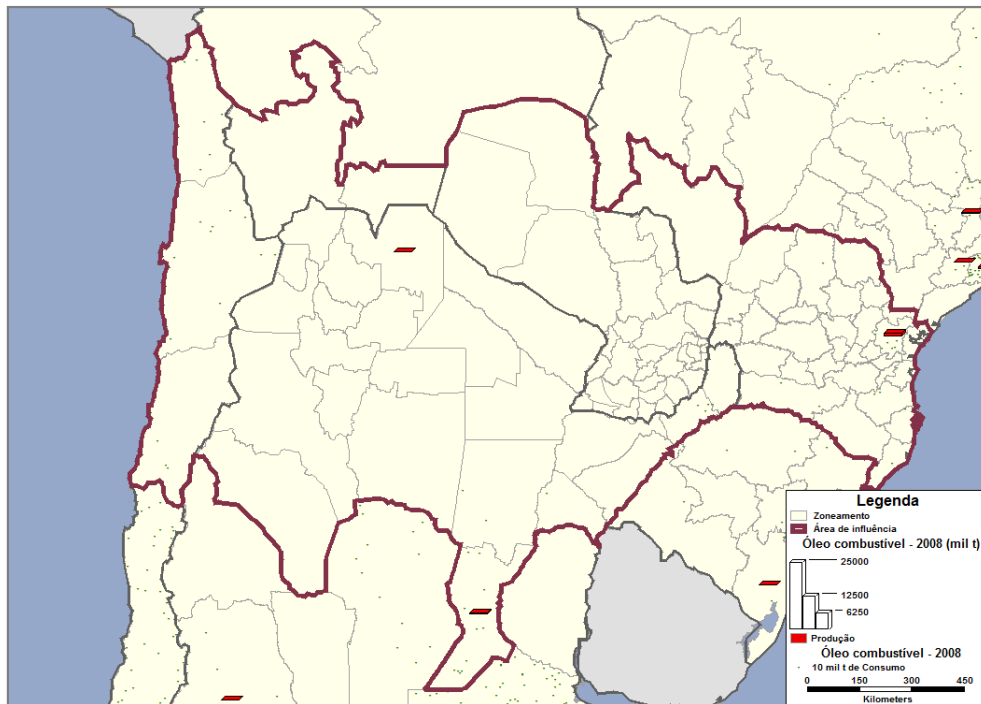 Legenda
Zoneamento
Área de influência
Óleo combustível - 2008 (mil t)
25000
12500
6250
Produção
Óleo combustível - 2008
10 mil t de Consumo
0 150 300 450
Kilometers